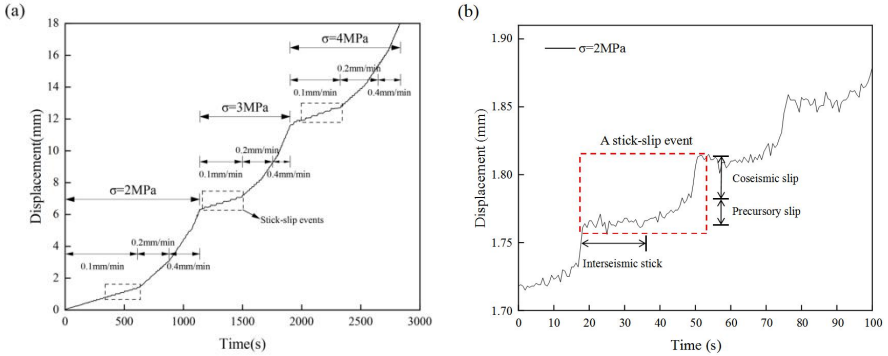 (a)
18
16
14
12
10
8
6
4
2
0
Displacement(mm)
0 500 1000 1500 2000 2500 3000
Time(s)
σ=4MPa
0.2mm/min
0.1mm/min
0.4mm/min
σ=3MPa
0.2mm/min
0.1mm/min
0.4mm/min
σ=2MPa
Stick-slip events
0.2mm/min
0.1mm/min
0.4mm/min
(b)
1.90
1.85
1.80
1.75
1.70
Displacement (mm)
0 10 20 30 40 50 60 70 80 90 100
Time (s)
σ=2MPa
A stick-slip event
Coseismic slip
Precursory slip
Interseismic stick